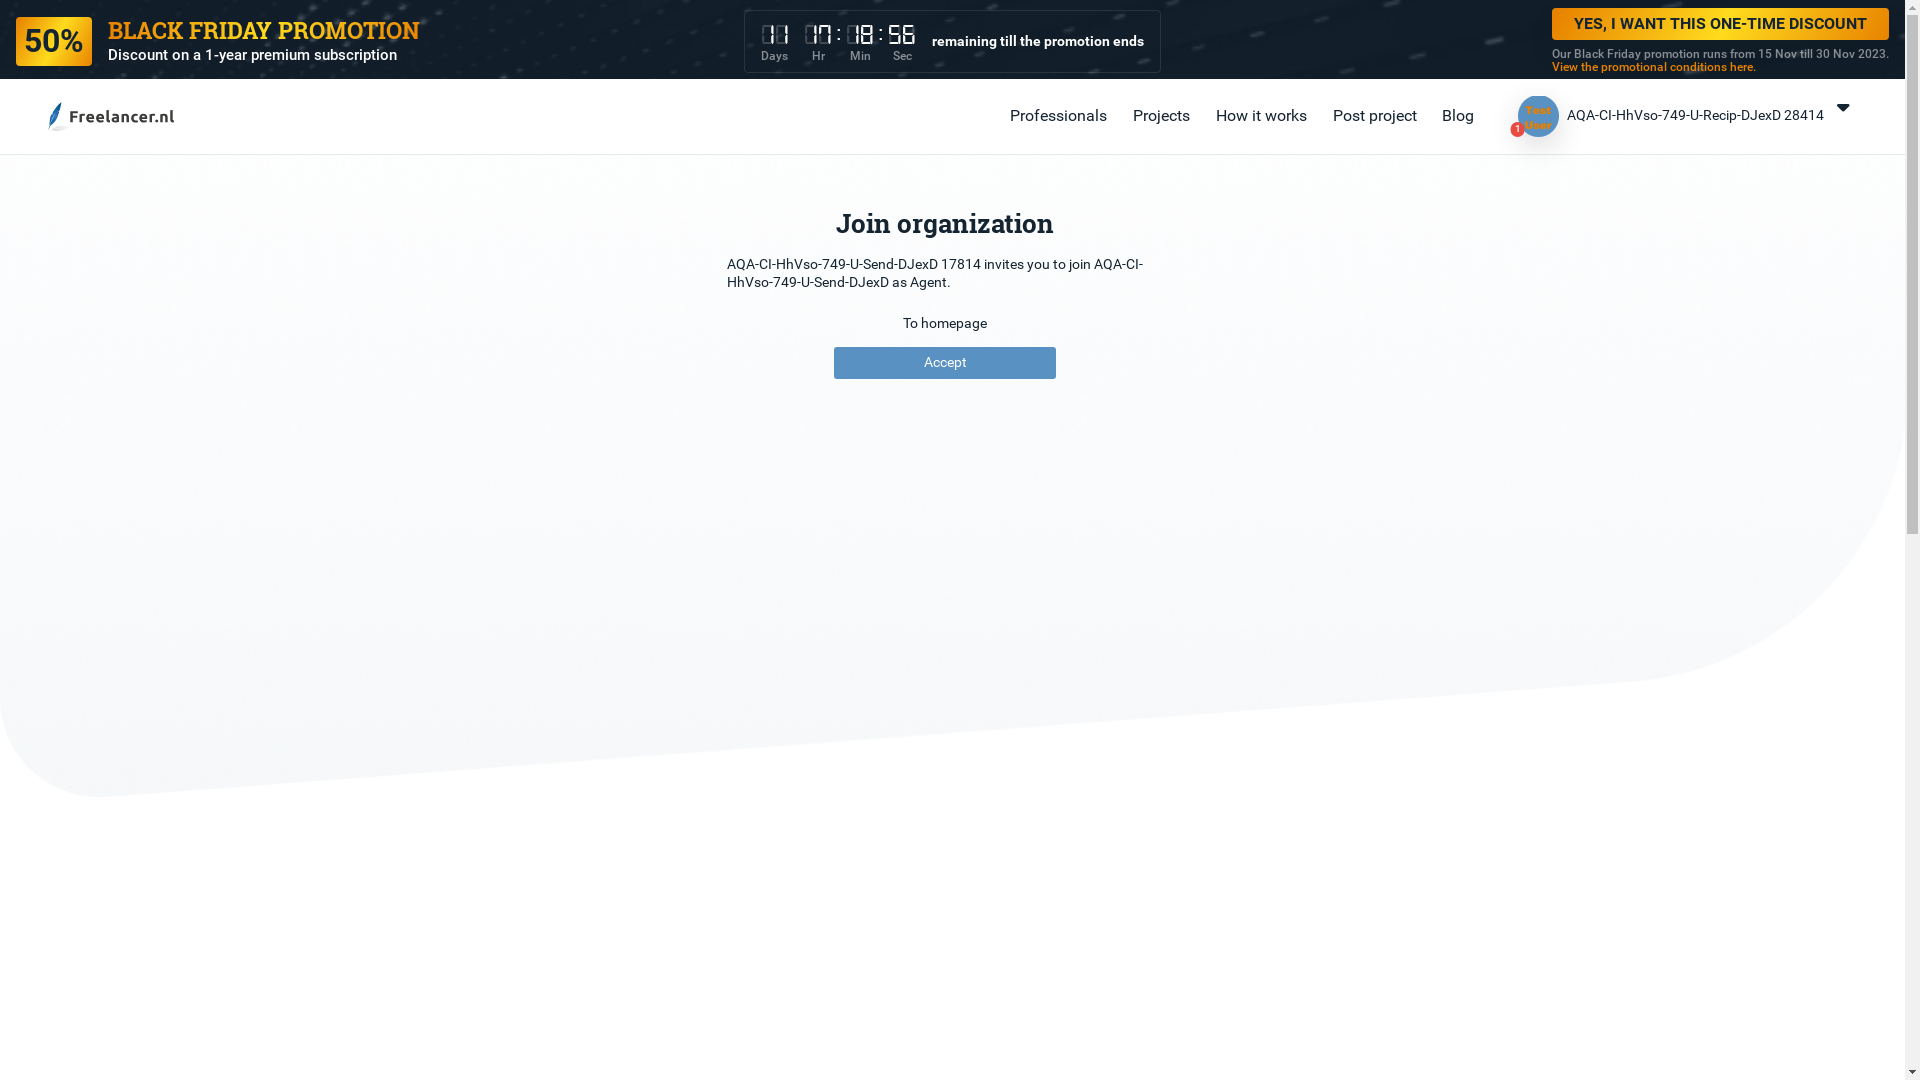 50%
BLACK FRIDAY PROMOTION
Discount on a 1-year premium subscription
11 17:18:56
Days Hr Min Sec
remaining till the promotion ends
YES, I WANT THIS ONE-TIME DISCOUNT
Our Black Friday promotion runs from 15 Nov till 30 Nov 2023.
View the promotional conditions here.
Freelancer.nl
Professionals Projects How it works Post project Blog
Test
User
1
AQA-CI-HhVso-749-U-Recip-DJexD 28414
Join organization
AQA-CI-HhVso-749-U-Send-DJexD 17814 invites you to join AQA-CI-
HhVso-749-U-Send-DJexD as Agent.
To homepage
Accept